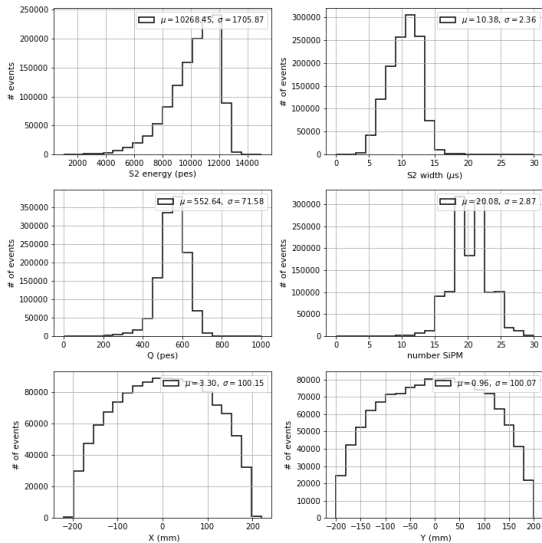 250000
200000
150000
100000
50000
0
# of events
μ=10268.45, σ=1705.87
2000 4000 6000 8000 10000 12000 14000
S2 energy (pes)
300000
250000
200000
150000
100000
50000
0
# of events
μ=10.38, σ=2.36
0 5 10 15 20 25 30
S2 width (μs)
350000
300000
250000
200000
150000
100000
50000
0
# of events
μ=552.64, σ=71.58
0 200 400 600 800 1000
Q (pes)
300000
250000
200000
150000
100000
50000
0
# of events
μ=20.08, σ=2.87
0 5 10 15 20 25 30
number SiPM
80000
60000
40000
20000
0
# of events
μ=3.30, σ=100.15
−200 −100 0 100 200
X (mm)
80000
70000
60000
50000
40000
30000
20000
10000
0
# of events
μ=0.96, σ=100.07
−200 −150 −100 −50 0 50 100 150 200
Y (mm)